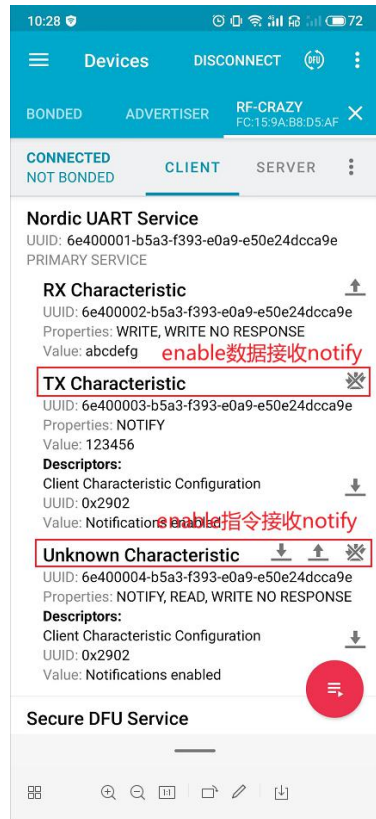 10:28 72
Devices DISCONNECT DFU
BONDED ADVERTISER RF-CRAZY
FC:15:9A:B8:D5:AF
CONNECTED
NOT BONDED CLIENT SERVER
Nordic UART Service
UUID: 6e400001-b5a3-f393-e0a9-e50e24dcca9e
PRIMARY SERVICE
RX Characteristic
UUID: 6e400002-b5a3-f393-e0a9-e50e24dcca9e
Properties: WRITE, WRITE NO RESPONSE
Value: abcdefg enable数据接收notify
TX Characteristic
UUID: 6e400003-b5a3-f393-e0a9-e50e24dcca9e
Properties: NOTIFY
Value: 123456
Descriptors:
Client Characteristic Configuration
UUID: 0x2902
Value: Notifications enabled
enable指令接收notify
Unknown Characteristic
UUID: 6e400004-b5a3-f393-e0a9-e50e24dcca9e
Properties: NOTIFY, READ, WRITE NO RESPONSE
Descriptors:
Client Characteristic Configuration
UUID: 0x2902
Value: Notifications enabled
Secure DFU Service
1:1